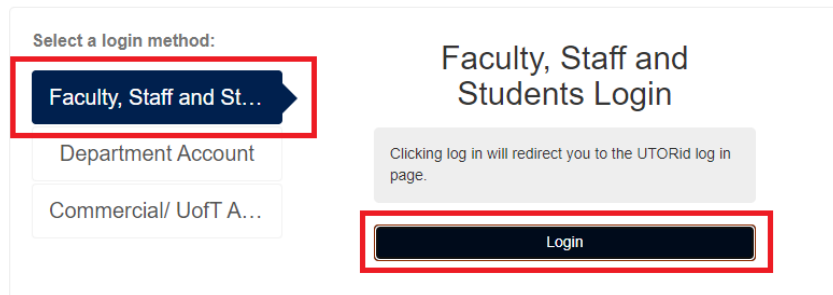 Select a login method:
Faculty, Staff and St...
Department Account
Commercial/ UofT A...
Faculty, Staff and
Students Login
Clicking log in will redirect you to the UTORid log in
page.
Login